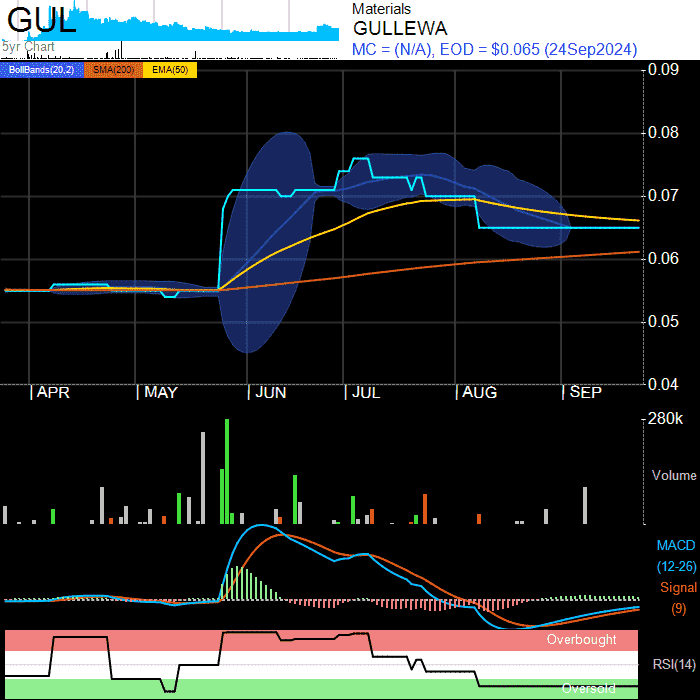 GUL
5yr Chart
Materials
GULLEWA
MC = (N/A), EOD = $0.065 (24Sep2024)
BollBands(20,2) SMA(200) EMA(50)
0.09
0.08
0.07
0.06
0.05
0.04
APR MAY JUN JUL AUG SEP
280k
Volume
MACD
(12-26)
Signal
(9)
Overbought
RSI(14)
Oversold